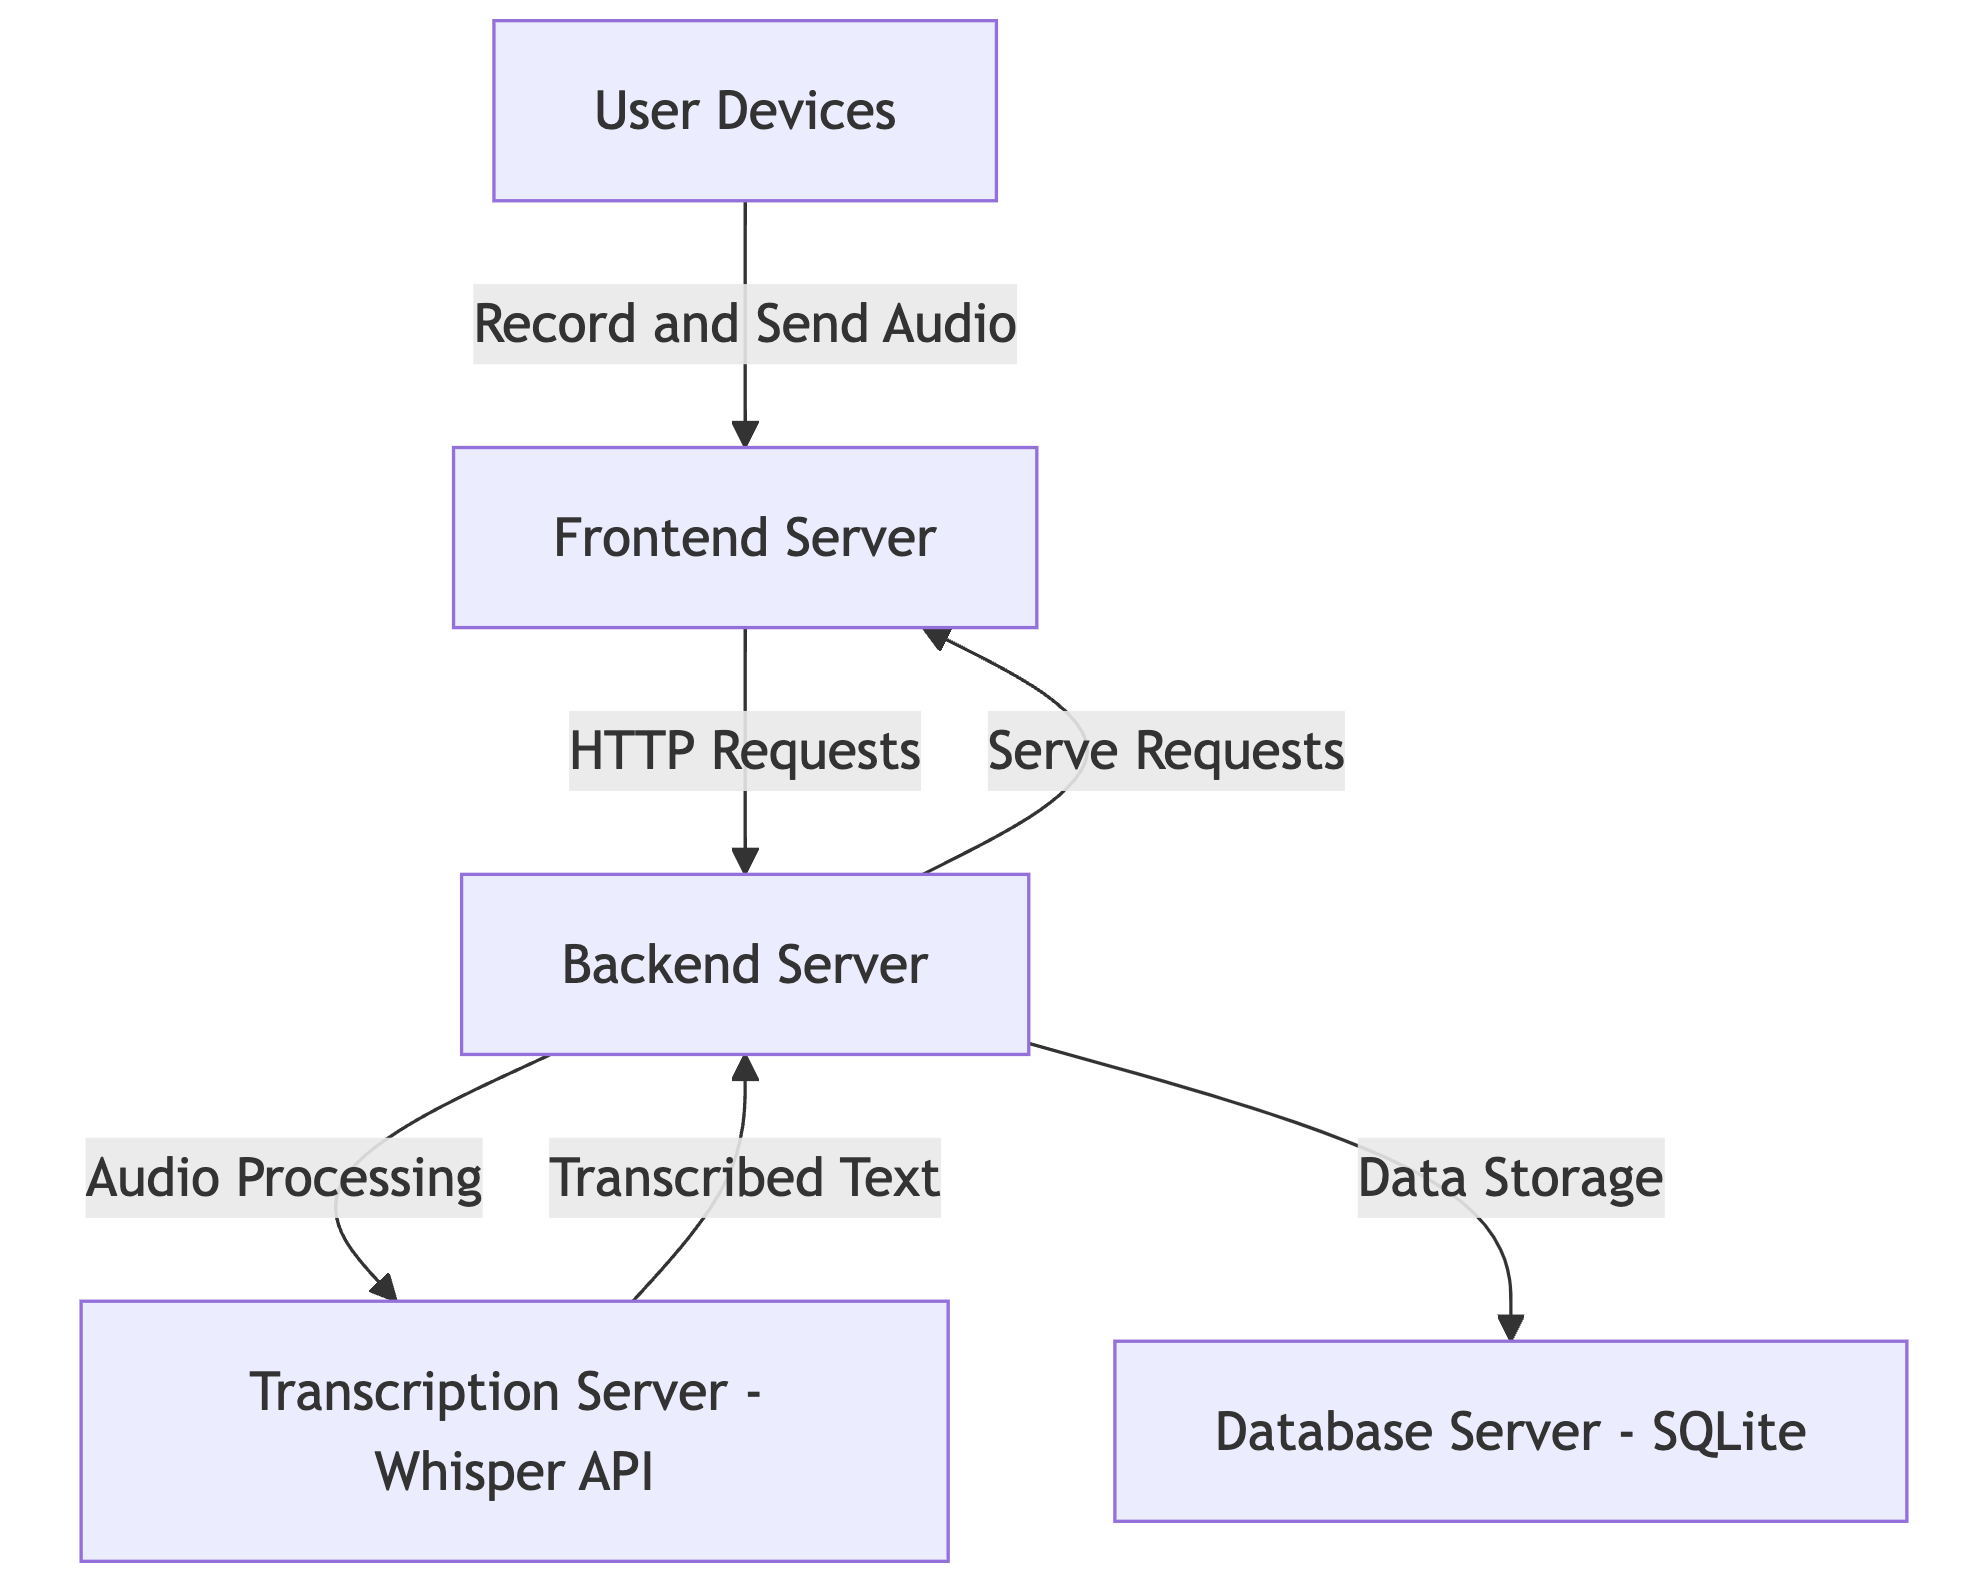 User Devices
Record and Send Audio
Frontend Server
HTTP Requests
Serve Requests
Backend Server
Audio Processing
Transcribed Text
Data Storage
Transcription Server -
Whisper API
Database Server - SQLite